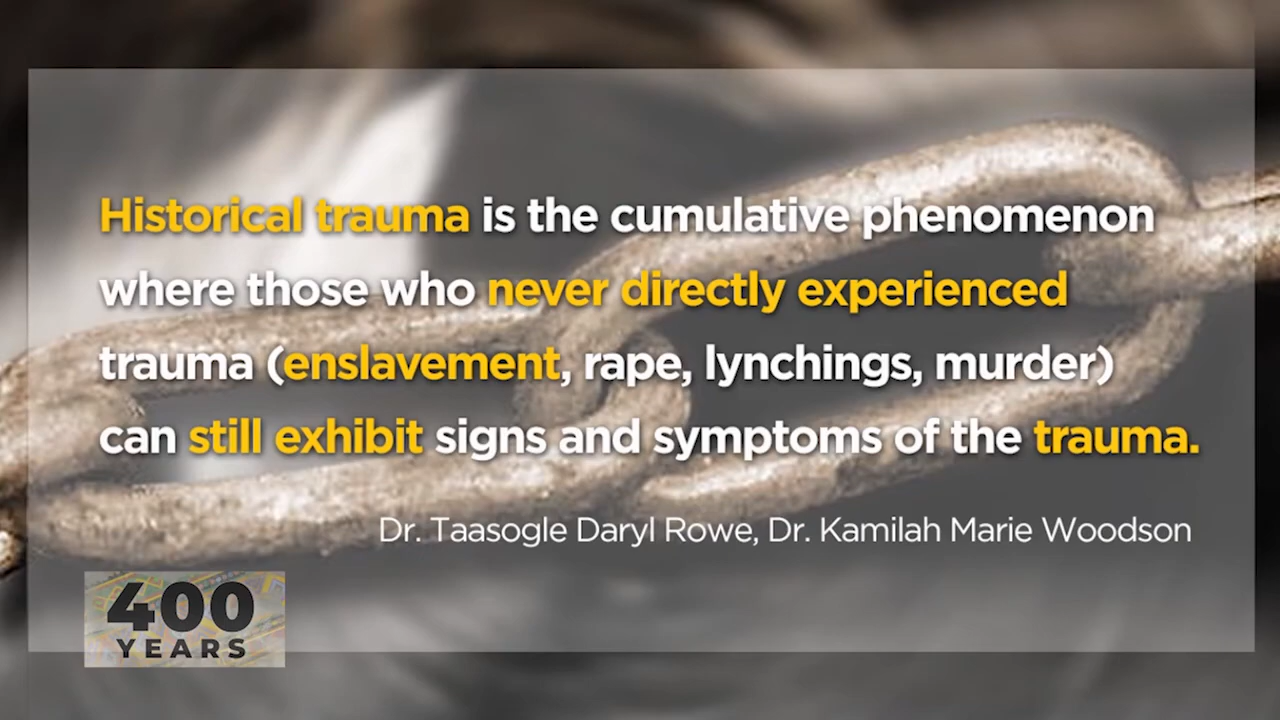 Historical trauma is the cumulative phenomenon
where those who never directly experienced
trauma (enslavement, rape, lynchings, murder)
can still exhibit signs and symptoms of the trauma.
Dr. Taasogle Daryl Rowe, Dr. Kamilah Marie Woodson
400
YEARS